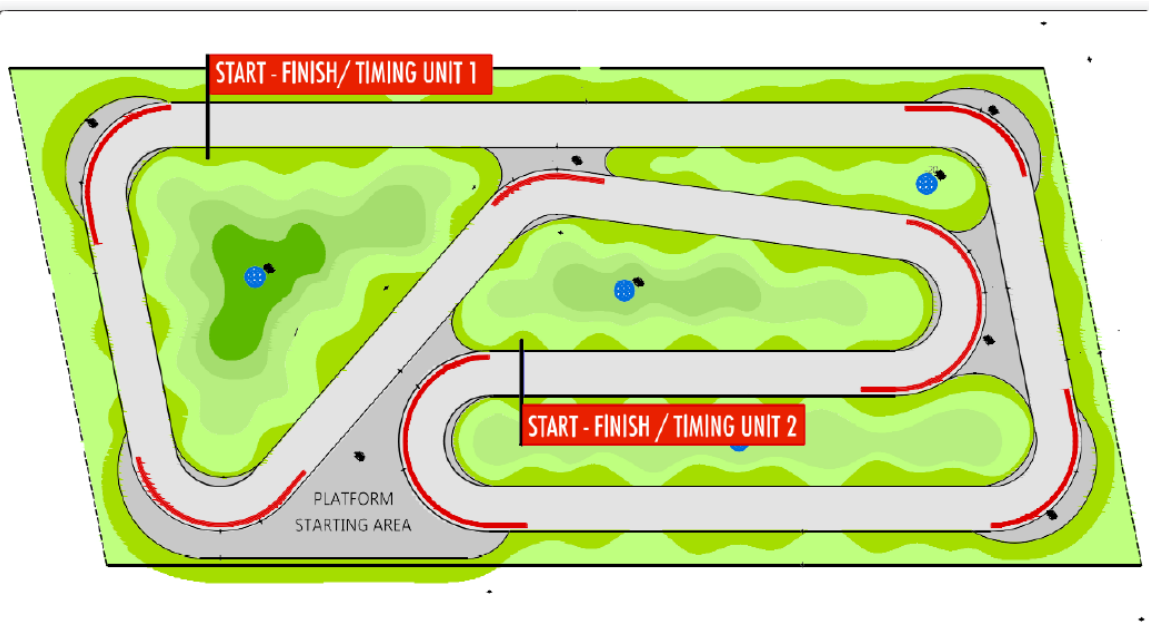 START - FINISH/ TIMING UNIT 1
START - FINISH / TIMING UNIT 2
PLATFORM
STARTING AREA